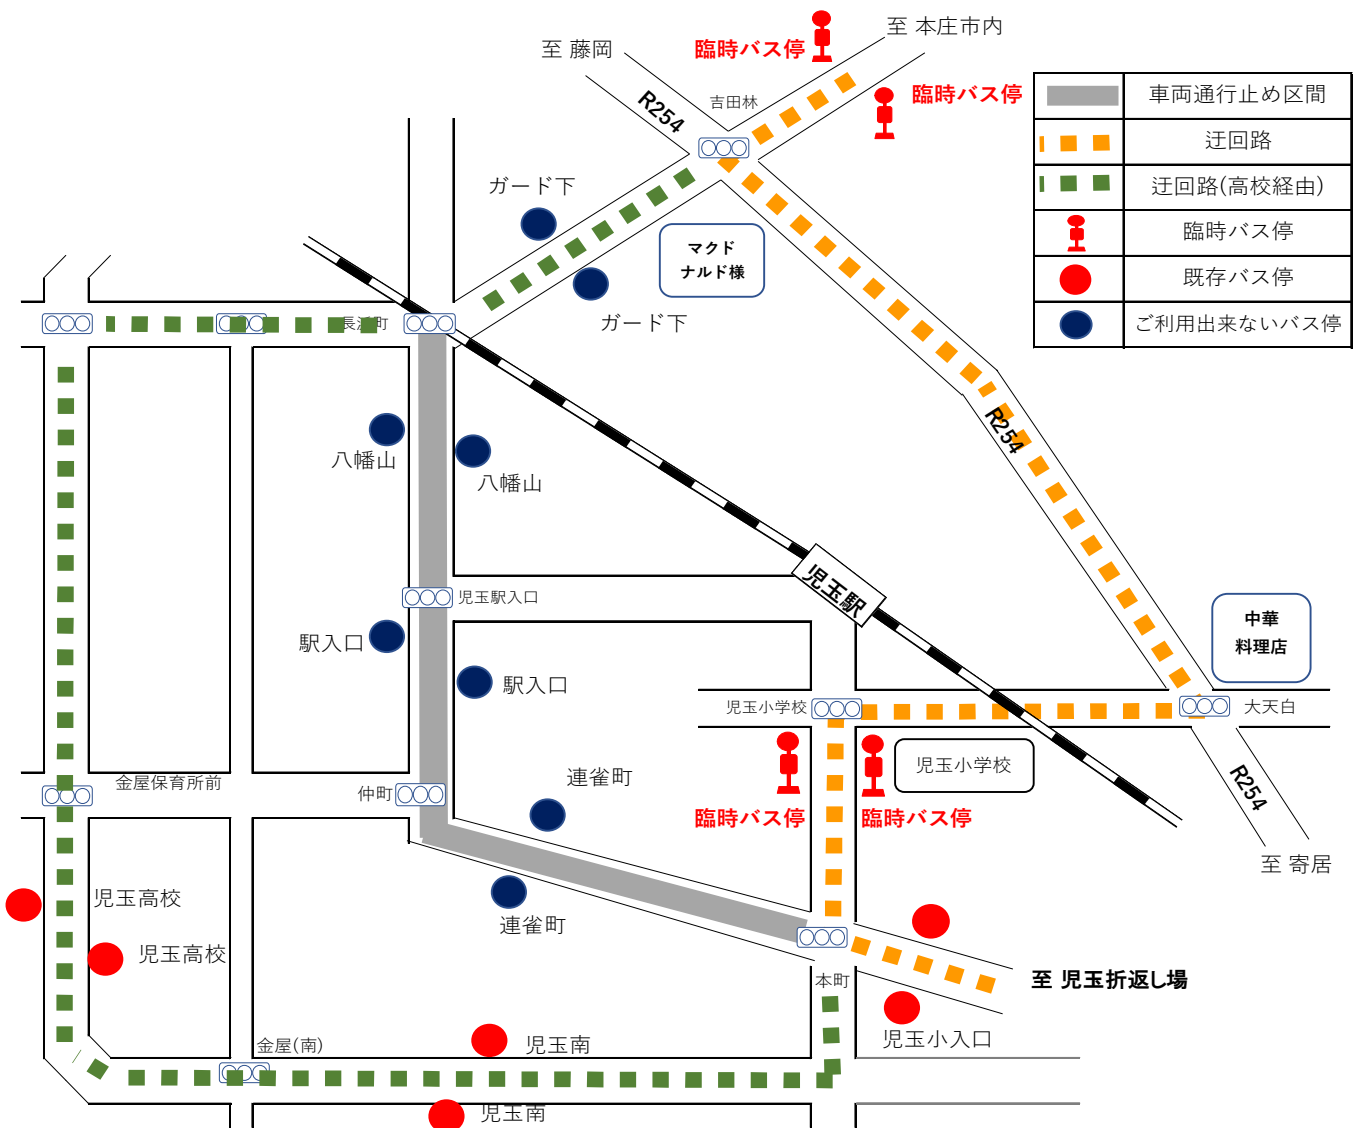 至 本庄市内
至 藤岡
臨時バス停
臨時バス停
吉田林
R254
車両通行止め区間
迂回路
迂回路(高校経由)
臨時バス停
既存バス停
ご利用出来ないバス停
ガード下
マクド
ナルド様
ガード下
長浜町
R254
八幡山
八幡山
児玉駅
児玉駅入口
駅入口
駅入口
中華
料理店
児玉小学校
大天白
児玉小学校
連雀町
金屋保育所前
仲町
臨時バス停
臨時バス停
R254
至 寄居
児玉高校
連雀町
児玉高校
本町
至 児玉折返し場
児玉小入口
金屋(南)
児玉南
児玉南